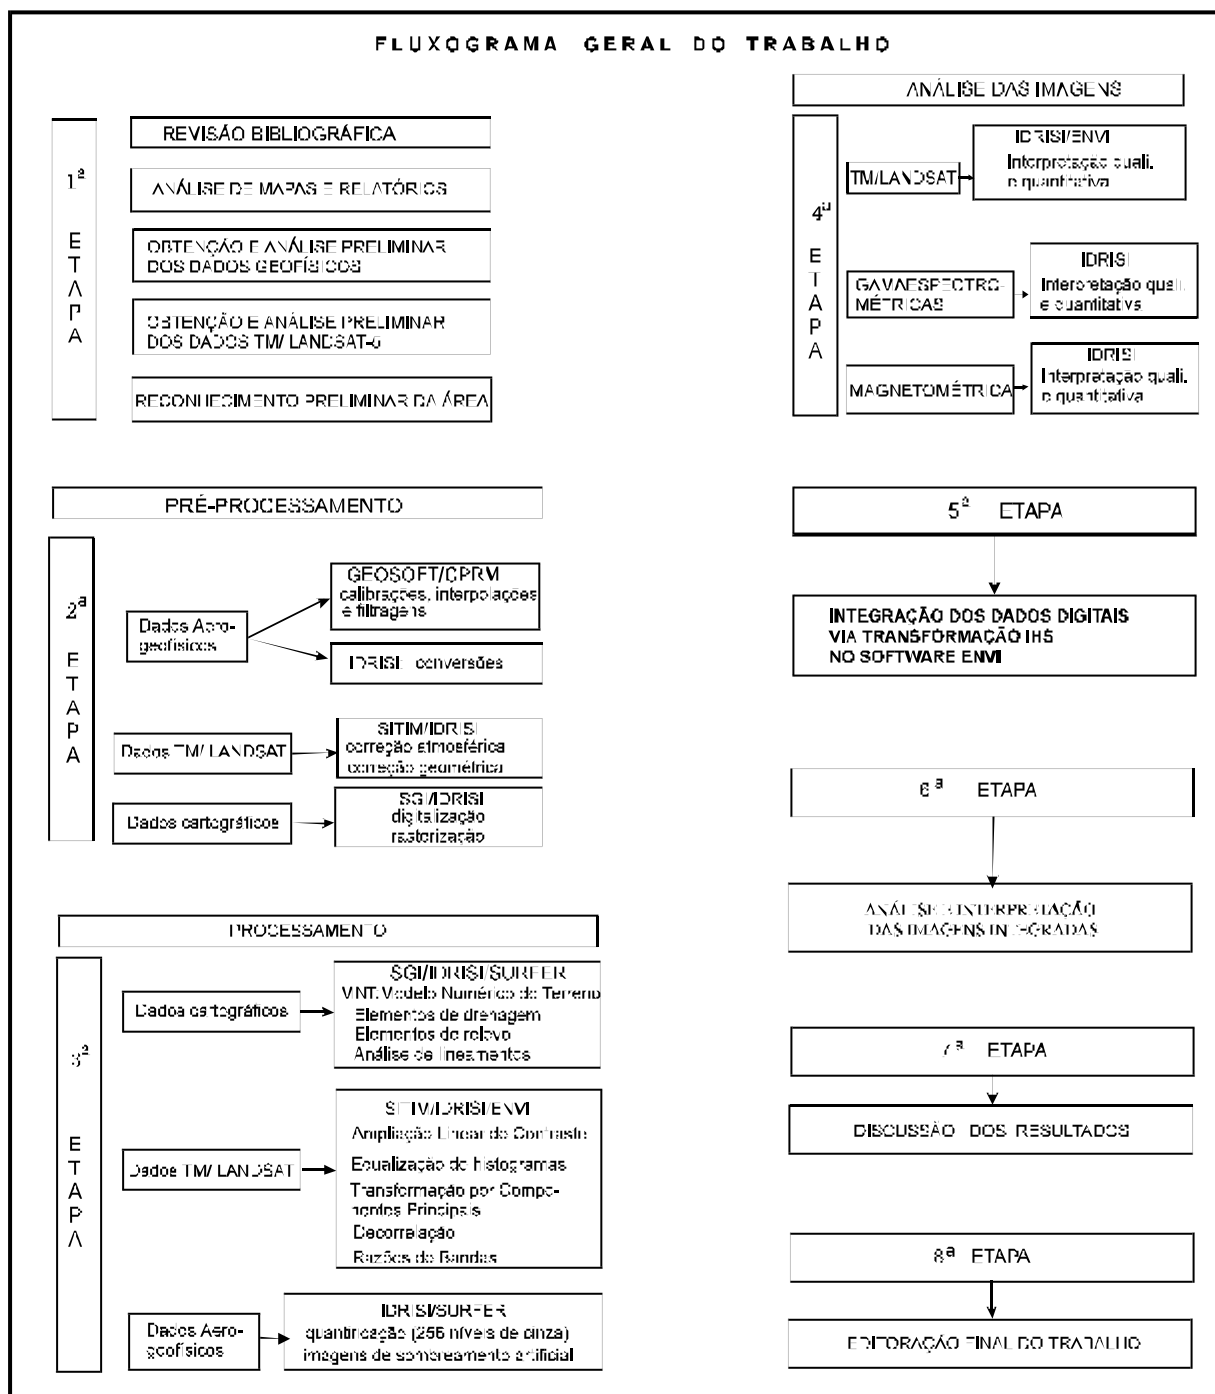 FLUXOGRAMA GERAL DO TRABALHO
1ª ETAPA
REVISÃO BIBLIOGRÁFICA
ANÁLISE DE MAPAS E RELATÓRIOS
OBTENÇÃO E ANÁLISE PRELIMINAR
DOS DADOS GEOFÍSICOS
OBTENÇÃO E ANÁLISE PRELIMINAR
DOS DADOS TM/ LANDSAT-5
RECONHECIMENTO PRELIMINAR DA ÁREA
PRÉ-PROCESSAMENTO
2ª ETAPA
Dados Aero-
geofísicos
GEOSOFT/CPRM
calibrações, interpolações
e filtragens
IDRISI: conversões
Dados TM/ LANDSAT
SITIM/IDRISI
correção atmosférica
correção geométrica
Dados cartográficos
SGI/IDRISI
digitalização
rasterização
PROCESSAMENTO
3ª ETAPA
Dados cartográficos
SGI/IDRISI/SURFER
MNT. Modelo Numérico do Terreno
Elementos de drenagem
Elementos de relevo
Análise de lineamentos
Dados TM/ LANDSAT
SITIM/IDRISI/ENVI
Ampliação Linear de Contraste
Equalização de histogramas
Transformação por Compo-
nentes Principais
Decorrelação
Razões de Bandas
Dados Aero-
geofísicos
IDRISI/SURFER
quantificação (256 níveis de cinza)
imagens de sombreamento artificial
ANÁLISE DAS IMAGENS
4ª ETAPA
TM/LANDSAT
IDRISI/ENVI
Interpretação quali.
e quantitativa
GAMAESPECTRO-
MÉTRICAS
IDRISI
Interpretação quali.
e quantitativa
MAGNETOMÉTRICA
IDRISI
Interpretação quali.
e quantitativa
5ª ETAPA
INTEGRAÇÃO DOS DADOS DIGITAIS
VIA TRANSFORMAÇÃO IHS
NO SOFTWARE ENVI
6ª ETAPA
ANÁLISE E INTERPRETAÇÃO
DAS IMAGENS INTEGRADAS
7ª ETAPA
DISCUSSÃO DOS RESULTADOS
8ª ETAPA
EDITORAÇÃO FINAL DO TRABALHO